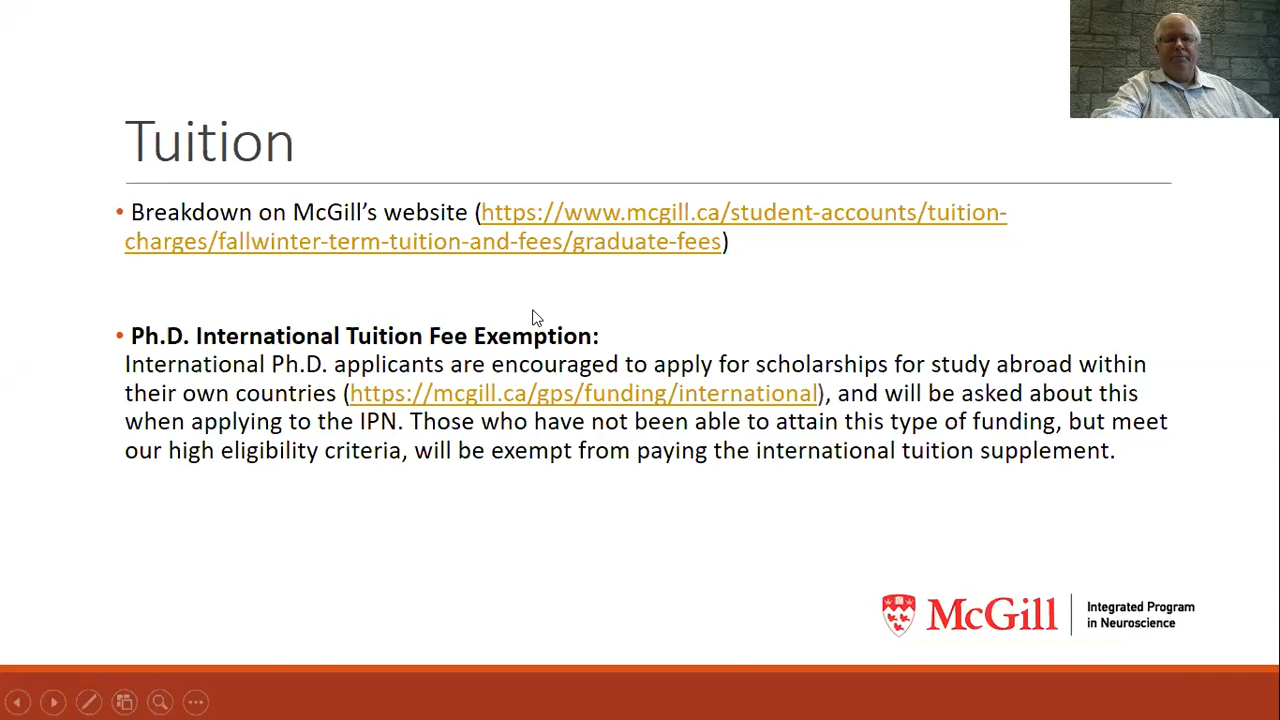 Tuition
• Breakdown on McGill’s website (https://www.mcgill.ca/student-accounts/tuition-
charges/fallwinter-term-tuition-and-fees/graduate-fees)
• Ph.D. International Tuition Fee Exemption:
International Ph.D. applicants are encouraged to apply for scholarships for study abroad within
their own countries (https://mcgill.ca/gps/funding/international), and will be asked about this
when applying to the IPN. Those who have not been able to attain this type of funding, but meet
our high eligibility criteria, will be exempt from paying the international tuition supplement.
McGill
Integrated Program
in Neuroscience